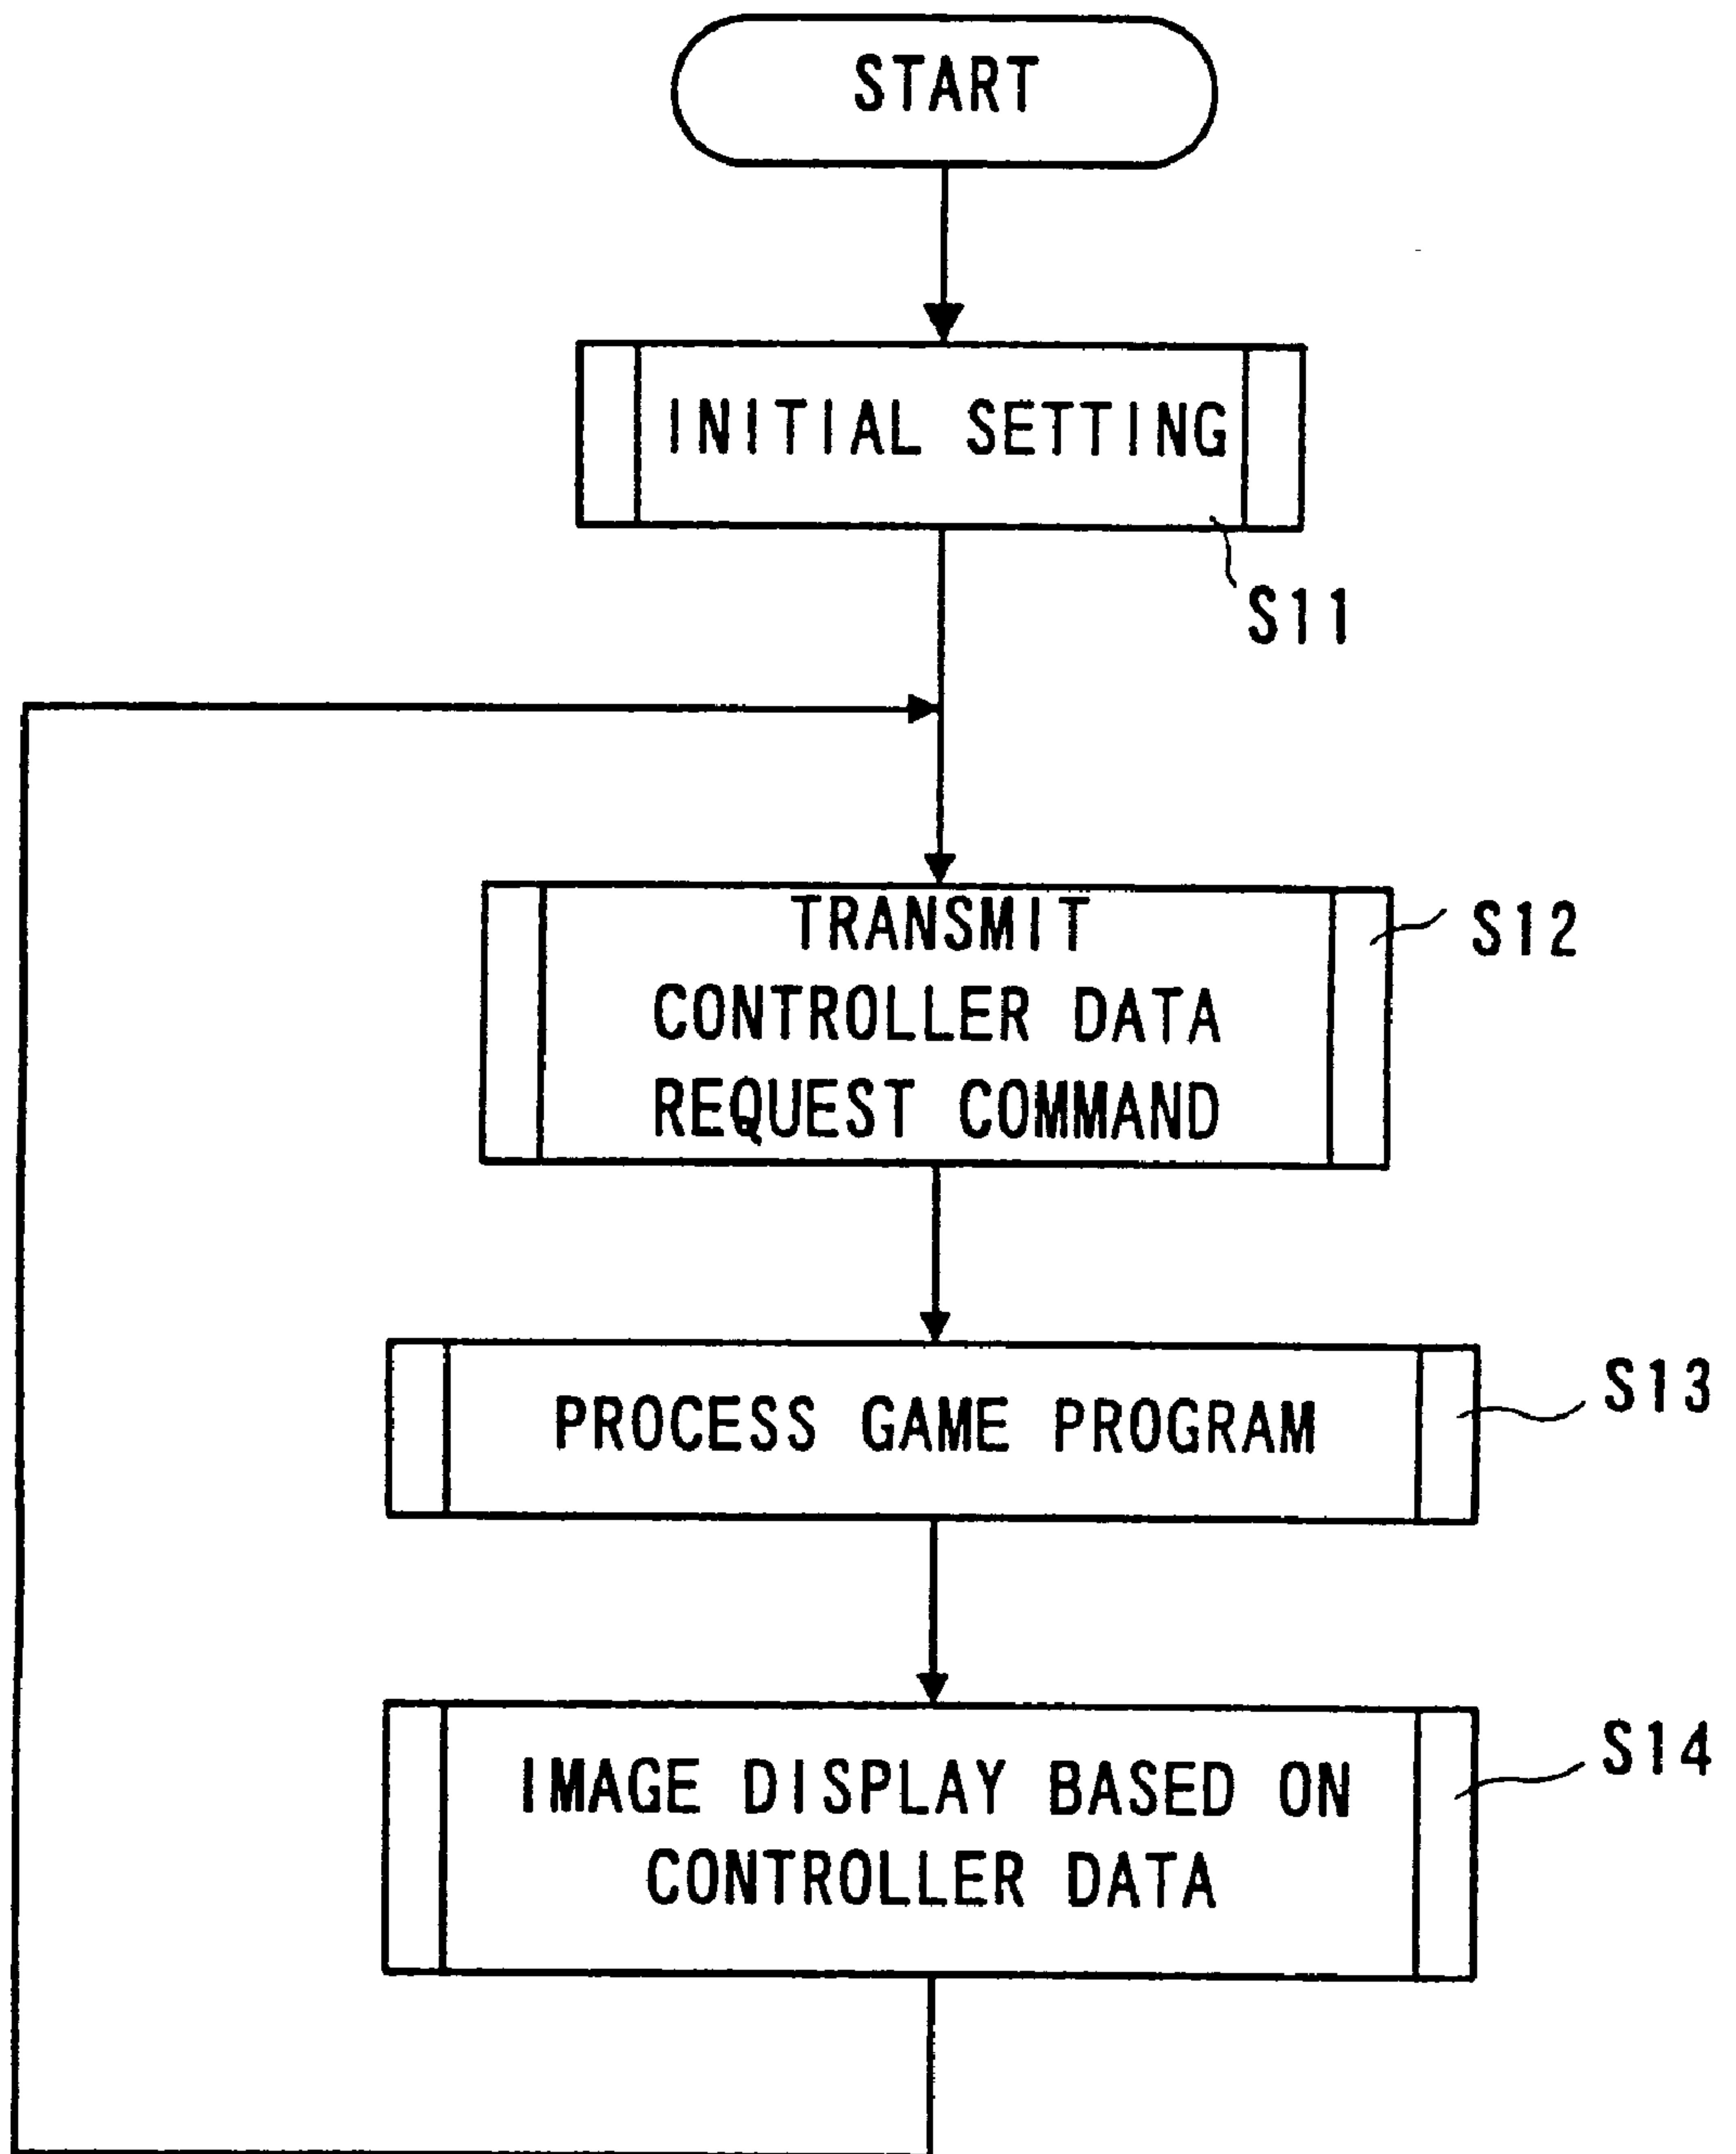 START
INITIAL SETTING
S11
TRANSMIT
CONTROLLER DATA
REQUEST COMMAND
S12
PROCESS GAME PROGRAM
S13
IMAGE DISPLAY BASED ON
CONTROLLER DATA
S14